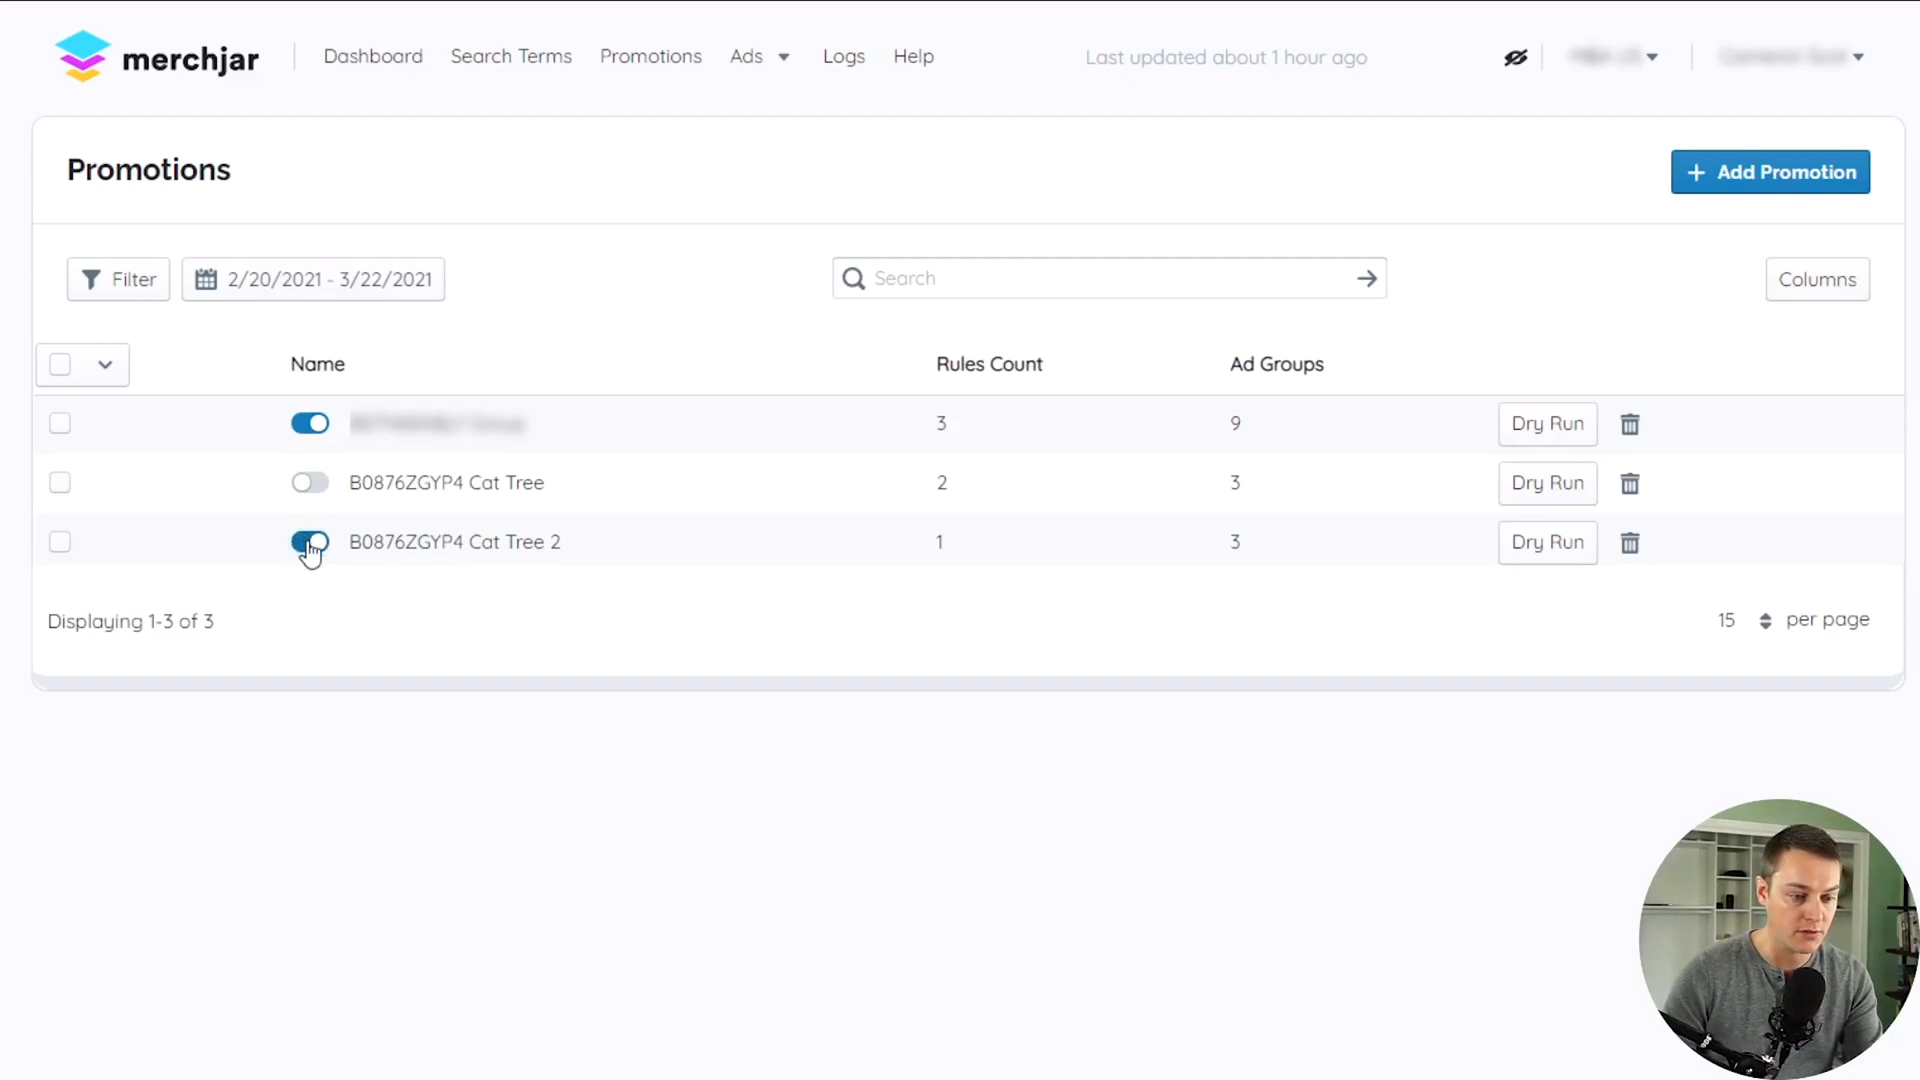 merchjar
Dashboard Search Terms Promotions Ads Logs Help Last updated about 1 hour ago
Promotions
+ Add Promotion
Filter 2/20/2021 - 3/22/2021 Search Columns
Name Rules Count Ad Groups
3 9 Dry Run
B0876ZGYP4 Cat Tree 2 3 Dry Run
B0876ZGYP4 Cat Tree 2 1 3 Dry Run
Displaying 1-3 of 3 15 per page